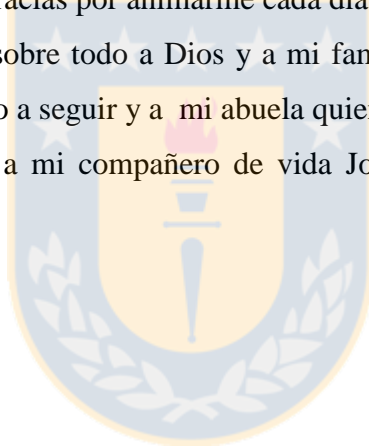 por animarme cada día
sobre todo a Dios y a mi
a seguir y a mi abuela
a mi compañero de vida